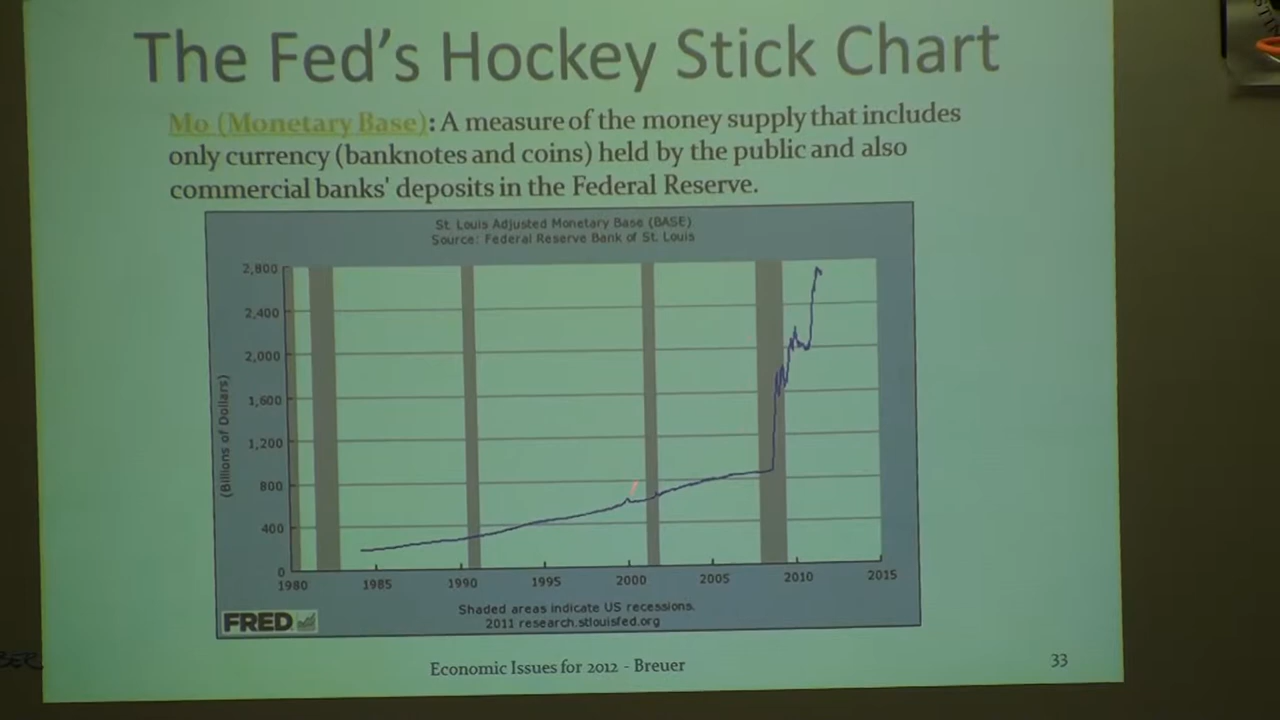 The Fed's Hockey Stick Chart
Mo (Monetary Base): A measure of the money supply that includes
only currency (banknotes and coins) held by the public and also
commercial banks' deposits in the Federal Reserve.
St. Louis Adjusted Monetary Base (BASE)
Source: Federal Reserve Bank of St. Louis
(Billions of Dollars)
2,800
2,400
2,000
1,600
1,200
800
400
0
1980 1985 1990 1995 2000 2005 2010 2015
Shaded areas indicate US recessions.
2011 research.stlouisfed.org
FRED
Economic Issues for 2012 - Breuer
33